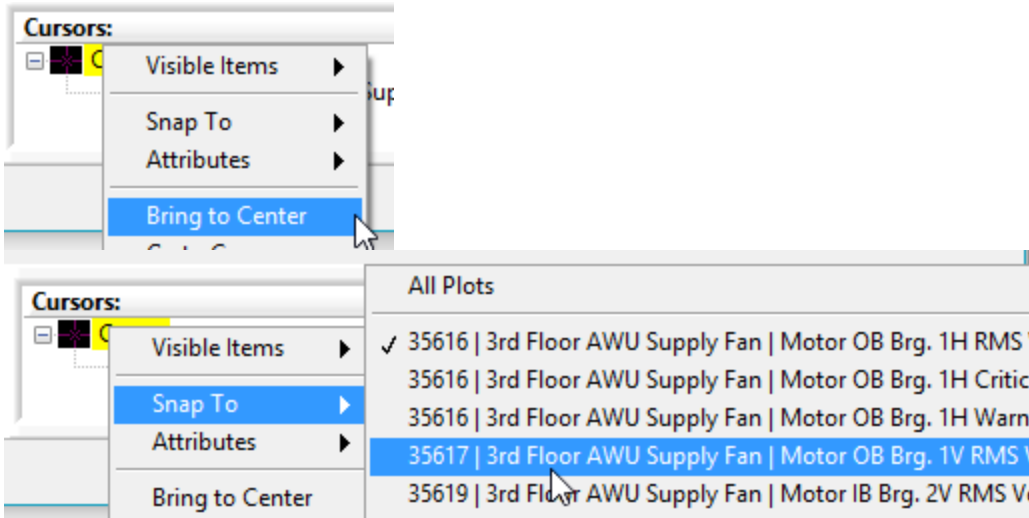 Cursors:
Visible Items
Sup
Snap To
Attributes
Bring to Center
All Plots
Cursors:
Visible Items
35616 | 3rd Floor AWU Supply Fan | Motor OB Brg. 1H RMS
35616 | 3rd Floor AWU Supply Fan | Motor OB Brg. 1H Critic
Snap To
35616 | 3rd Floor AWU Supply Fan | Motor OB Brg. 1H Warn
Attributes
35617 | 3rd Floor AWU Supply Fan | Motor OB Brg. 1V RMS V
Bring to Center
35619 | 3rd Floor AWU Supply Fan | Motor IB Brg. 2V RMS Ve